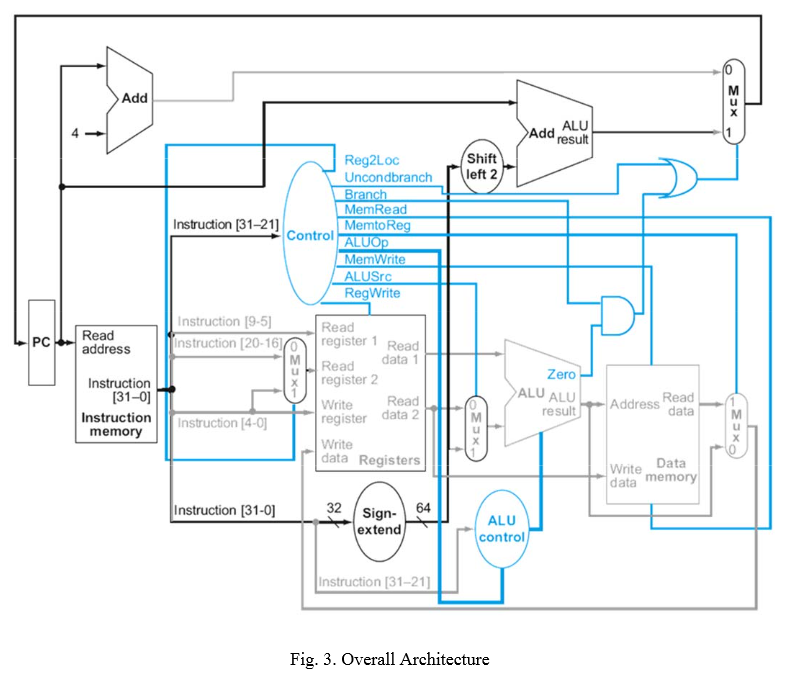 Add
4
0
Mux
1
Add
ALU
result
Shift
left 2
Reg2Loc
Uncondbranch
Branch
MemRead
MemtoReg
ALUOp
MemWrite
ALUSrc
RegWrite
Control
Instruction [31–21]
PC
Read
address
Instruction
[31–0]
Instruction
memory
Instruction [9-5]
Instruction [20-16]
Instruction [4-0]
0
Mux
1
Read
register 1
Read
register 2
Write
register
Write
data
Read
data 1
Read
data 2
Registers
0
Mux
1
Zero
ALU
ALU
result
Address
Read
data
Write
data
Data
memory
1
Mux
0
Instruction [31-0]
32
Sign-
extend
64
ALU
control
Instruction [31–21]
Fig. 3. Overall Architecture